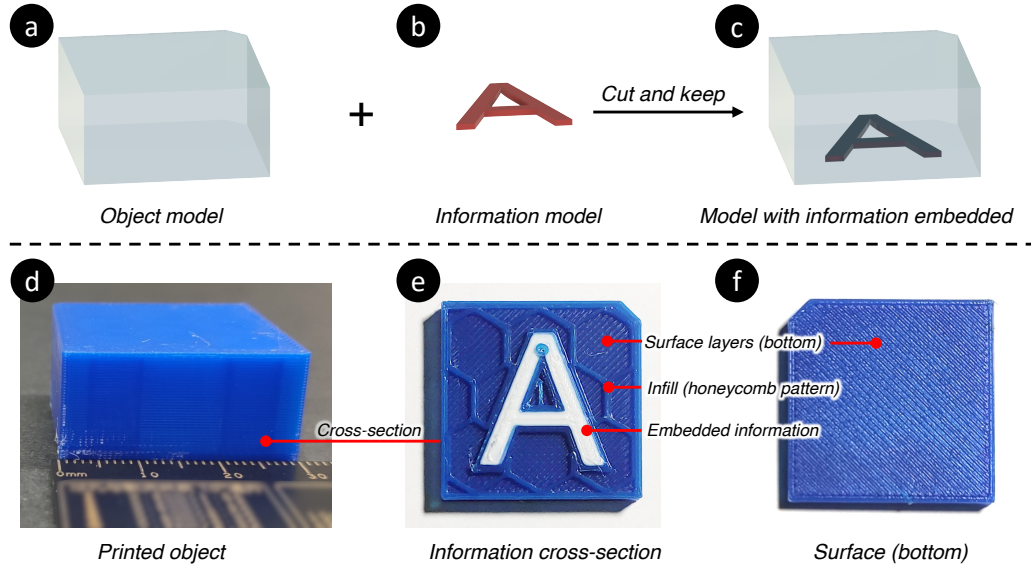 a
b
c
+
Cut and keep
Object model
Information model
Model with information embedded
d
e
f
Surface layers (bottom)
Infill (honeycomb pattern)
Cross-section
Embedded information
A
0mm 10 20 30
Printed object
Information cross-section
Surface (bottom)